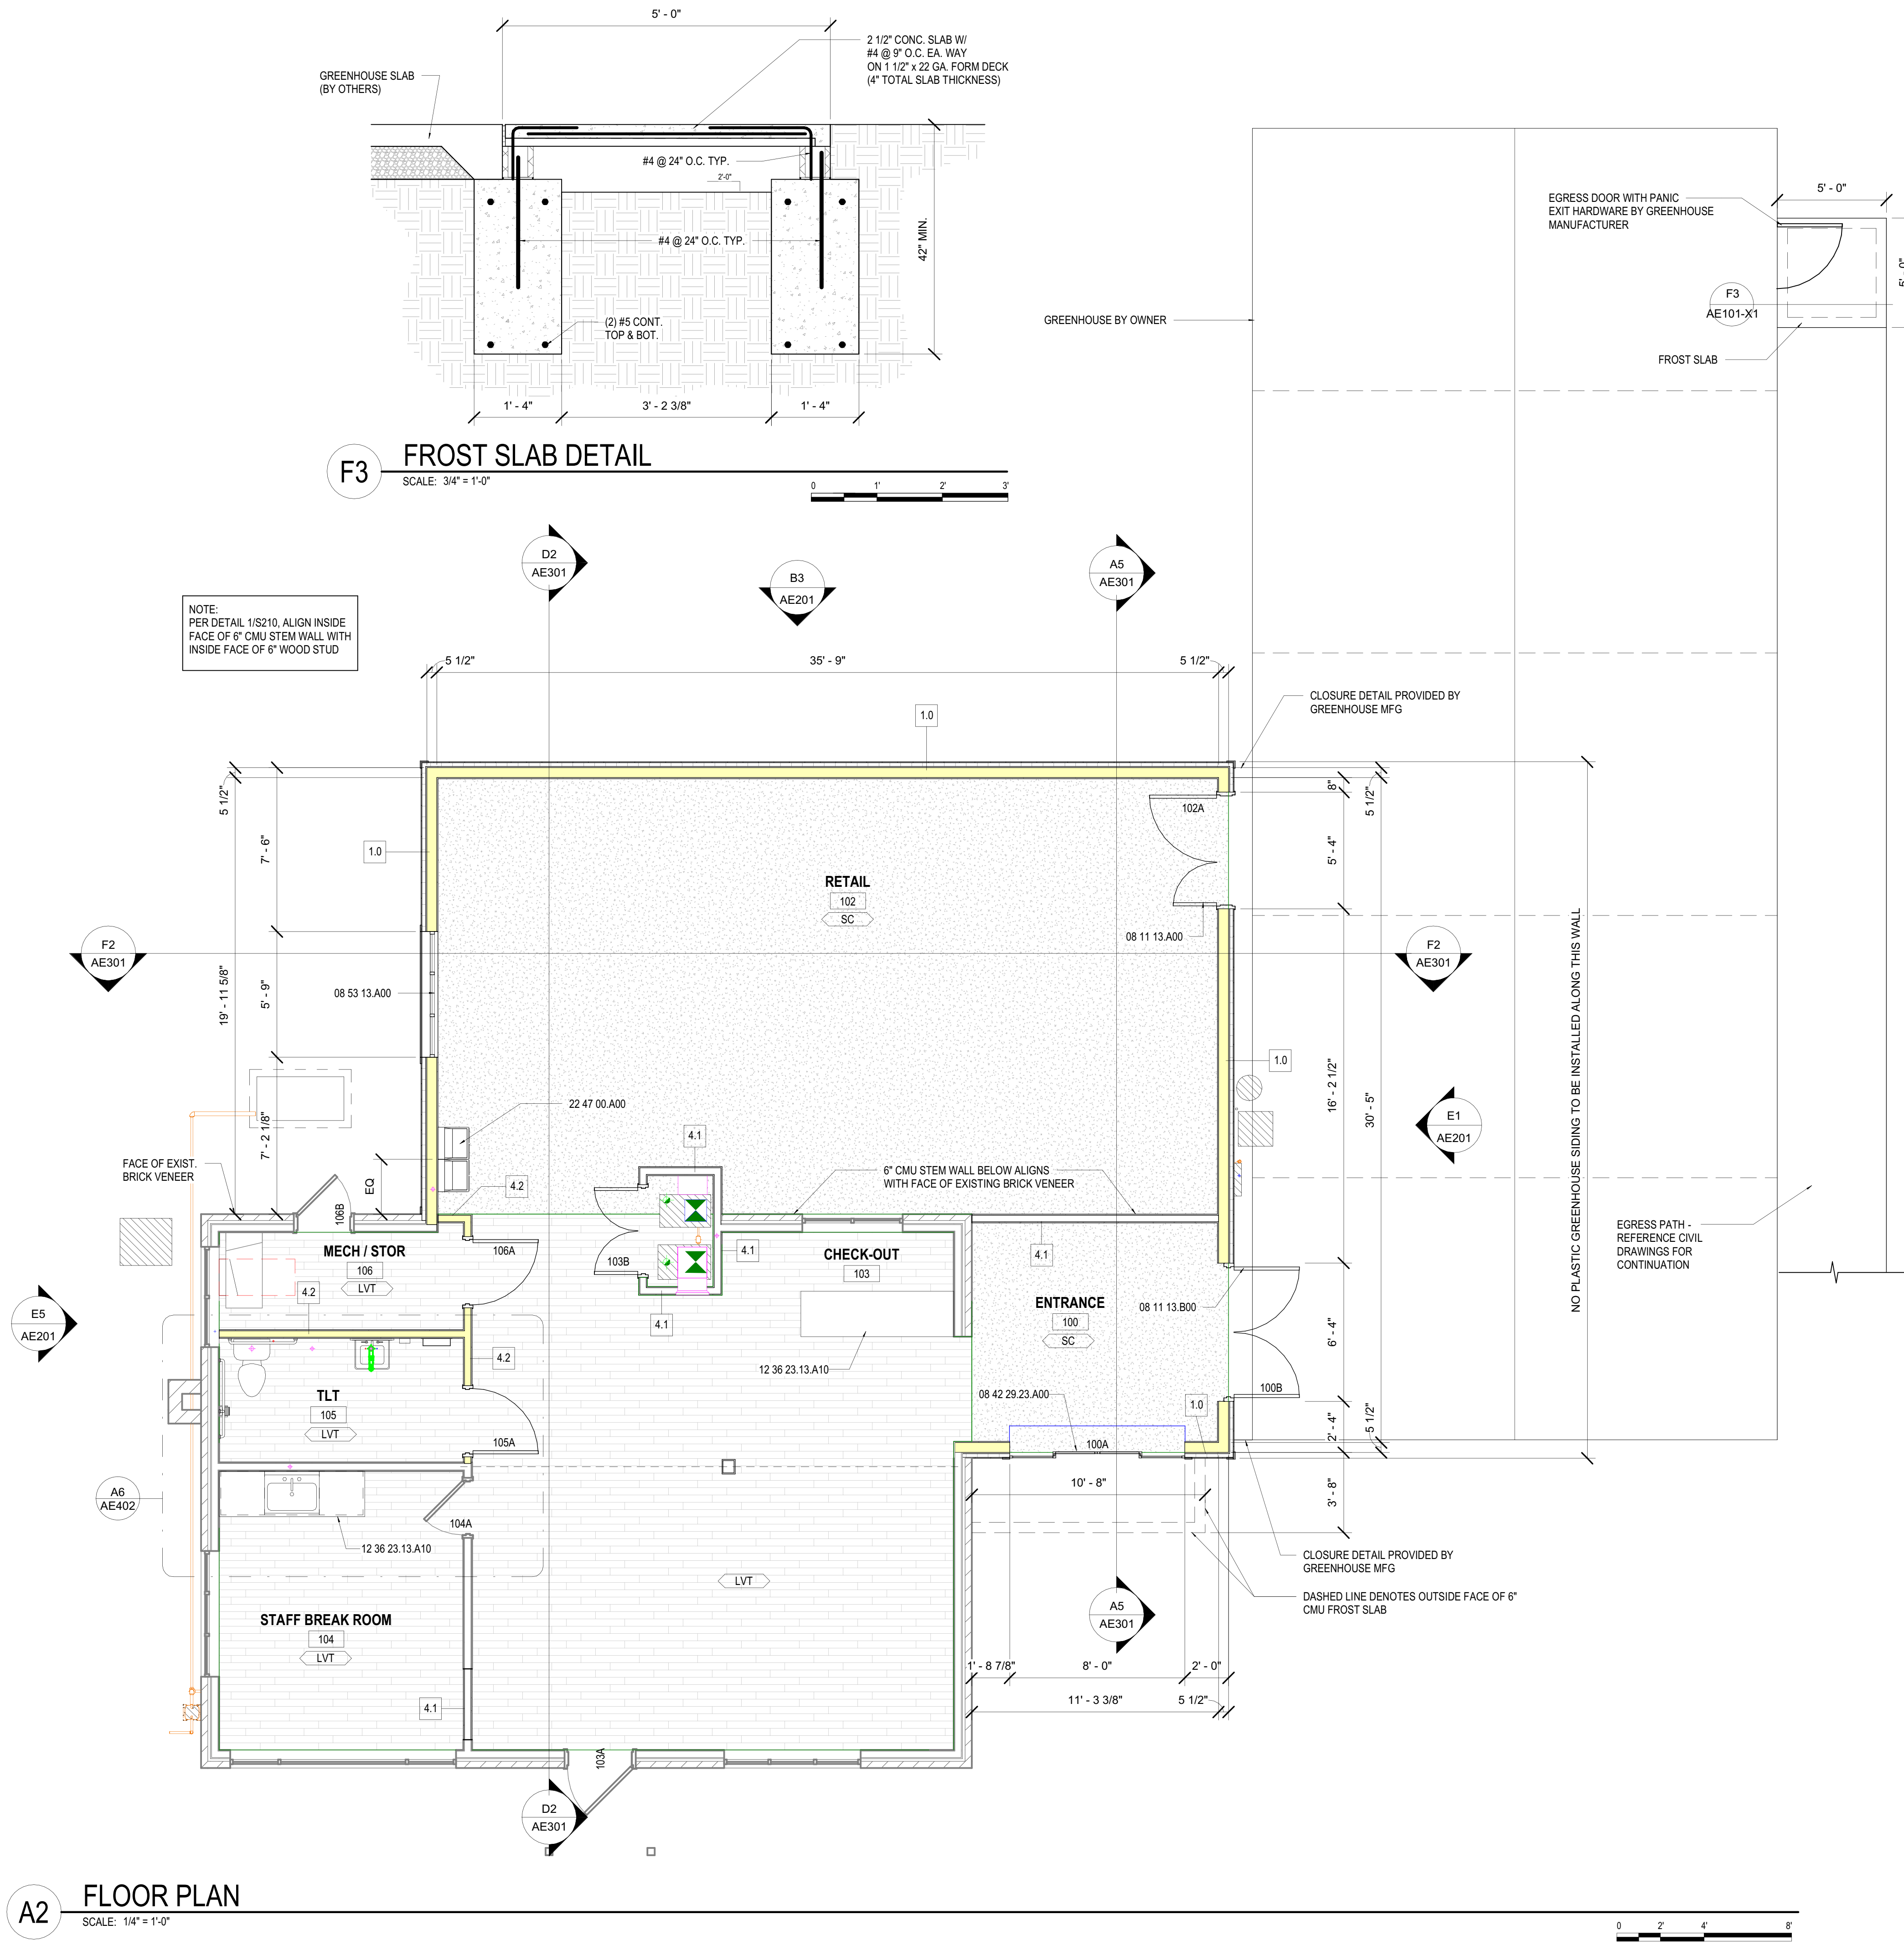 5' - 0"
2 1/2" CONC. SLAB W/
#4 @ 9" O.C. EA. WAY
ON 1 1/2" x 22 GA. FORM DECK
(4" TOTAL SLAB THICKNESS)
GREENHOUSE SLAB
(BY OTHERS)
#4 @ 24" O.C. TYP.
2'-0"
#4 @ 24" O.C. TYP.
42" MIN.
(2) #5 CONT.
TOP & BOT.
1' - 4"
3' - 2 3/8"
1' - 4"
F3
FROST SLAB DETAIL
SCALE: 3/4" = 1'-0"
0 1' 2' 3'
EGRESS DOOR WITH PANIC
EXIT HARDWARE BY GREENHOUSE
MANUFACTURER
5' - 0"
5' - 0"
F3
AE101-X1
GREENHOUSE BY OWNER
FROST SLAB
D2
AE301
B3
AE201
A5
AE301
NOTE:
PER DETAIL 1/S210, ALIGN INSIDE
FACE OF 6" CMU STEM WALL WITH
INSIDE FACE OF 6" WOOD STUD
5 1/2"
35' - 9"
5 1/2"
CLOSURE DETAIL PROVIDED BY
GREENHOUSE MFG
1.0
5 1/2"
7' - 6"
1.0
102A
8"
5 1/2"
5' - 4"
RETAIL
102
SC
08 11 13.A00
F2
AE301
F2
AE301
19' - 11 5/8"
5' - 9"
08 53 13.A00
NO PLASTIC GREENHOUSE SIDING TO BE INSTALLED ALONG THIS WALL
1.0
16' - 2 1/2"
30' - 5"
7' - 2 1/8"
22 47 00.A00
4.1
E1
AE201
FACE OF EXIST.
BRICK VENEER
EQ
4.2
6" CMU STEM WALL BELOW ALIGNS
WITH FACE OF EXISTING BRICK VENEER
106B
EGRESS PATH -
REFERENCE CIVIL
DRAWINGS FOR
CONTINUATION
MECH / STOR
106
LVT
106A
103B
4.1
CHECK-OUT
103
4.1
4.2
E5
AE201
ENTRANCE
100
SC
08 11 13.B00
4.1
6' - 4"
4.2
12 36 23.13.A10
TLT
105
LVT
08 42 29.23.A00
100B
1.0
105A
100A
2' - 4"
5 1/2"
A6
AE402
10' - 8"
3' - 8"
104A
12 36 23.13.A10
CLOSURE DETAIL PROVIDED BY
GREENHOUSE MFG
LVT
DASHED LINE DENOTES OUTSIDE FACE OF 6"
CMU FROST SLAB
A5
AE301
STAFF BREAK ROOM
104
LVT
1' - 8 7/8"
8' - 0"
2' - 0"
4.1
11' - 3 3/8"
5 1/2"
103A
D2
AE301
A2
FLOOR PLAN
SCALE: 1/4" = 1'-0"
0 2' 4' 8'